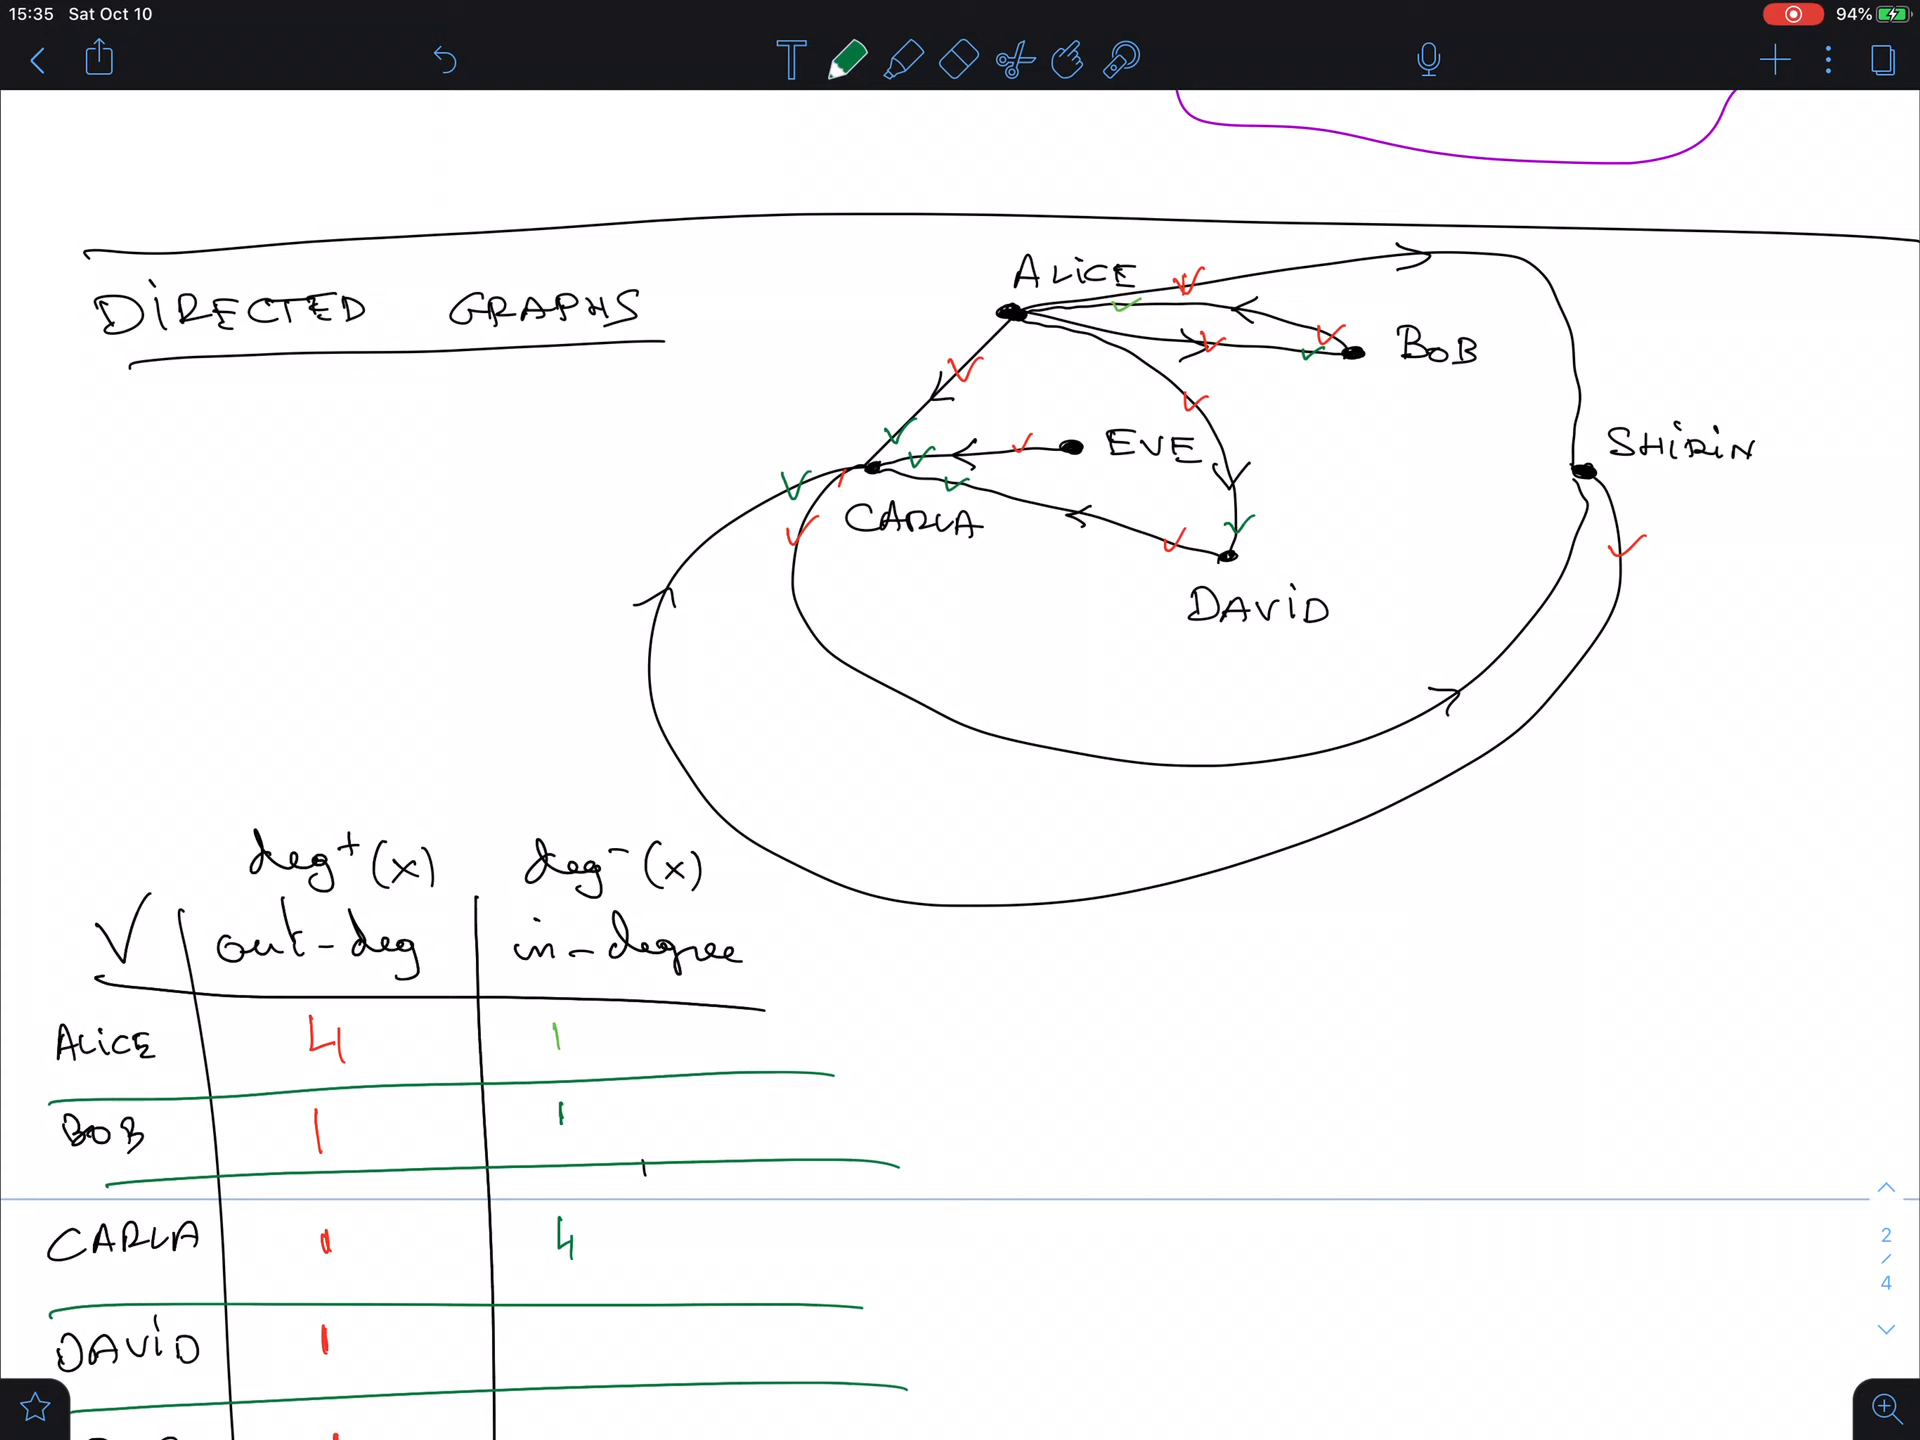 15:35 Sat Oct 10
94%
DIRECTED GRAPHS
ALICE
BOB
EVE
SHIRIN
CARLA
DAVID
deg⁺(x) deg⁻(x)
V out-deg in-degree
ALICE 4 1
BOB 1 1
CARLA 1 4
DAVID 1
2
/
4